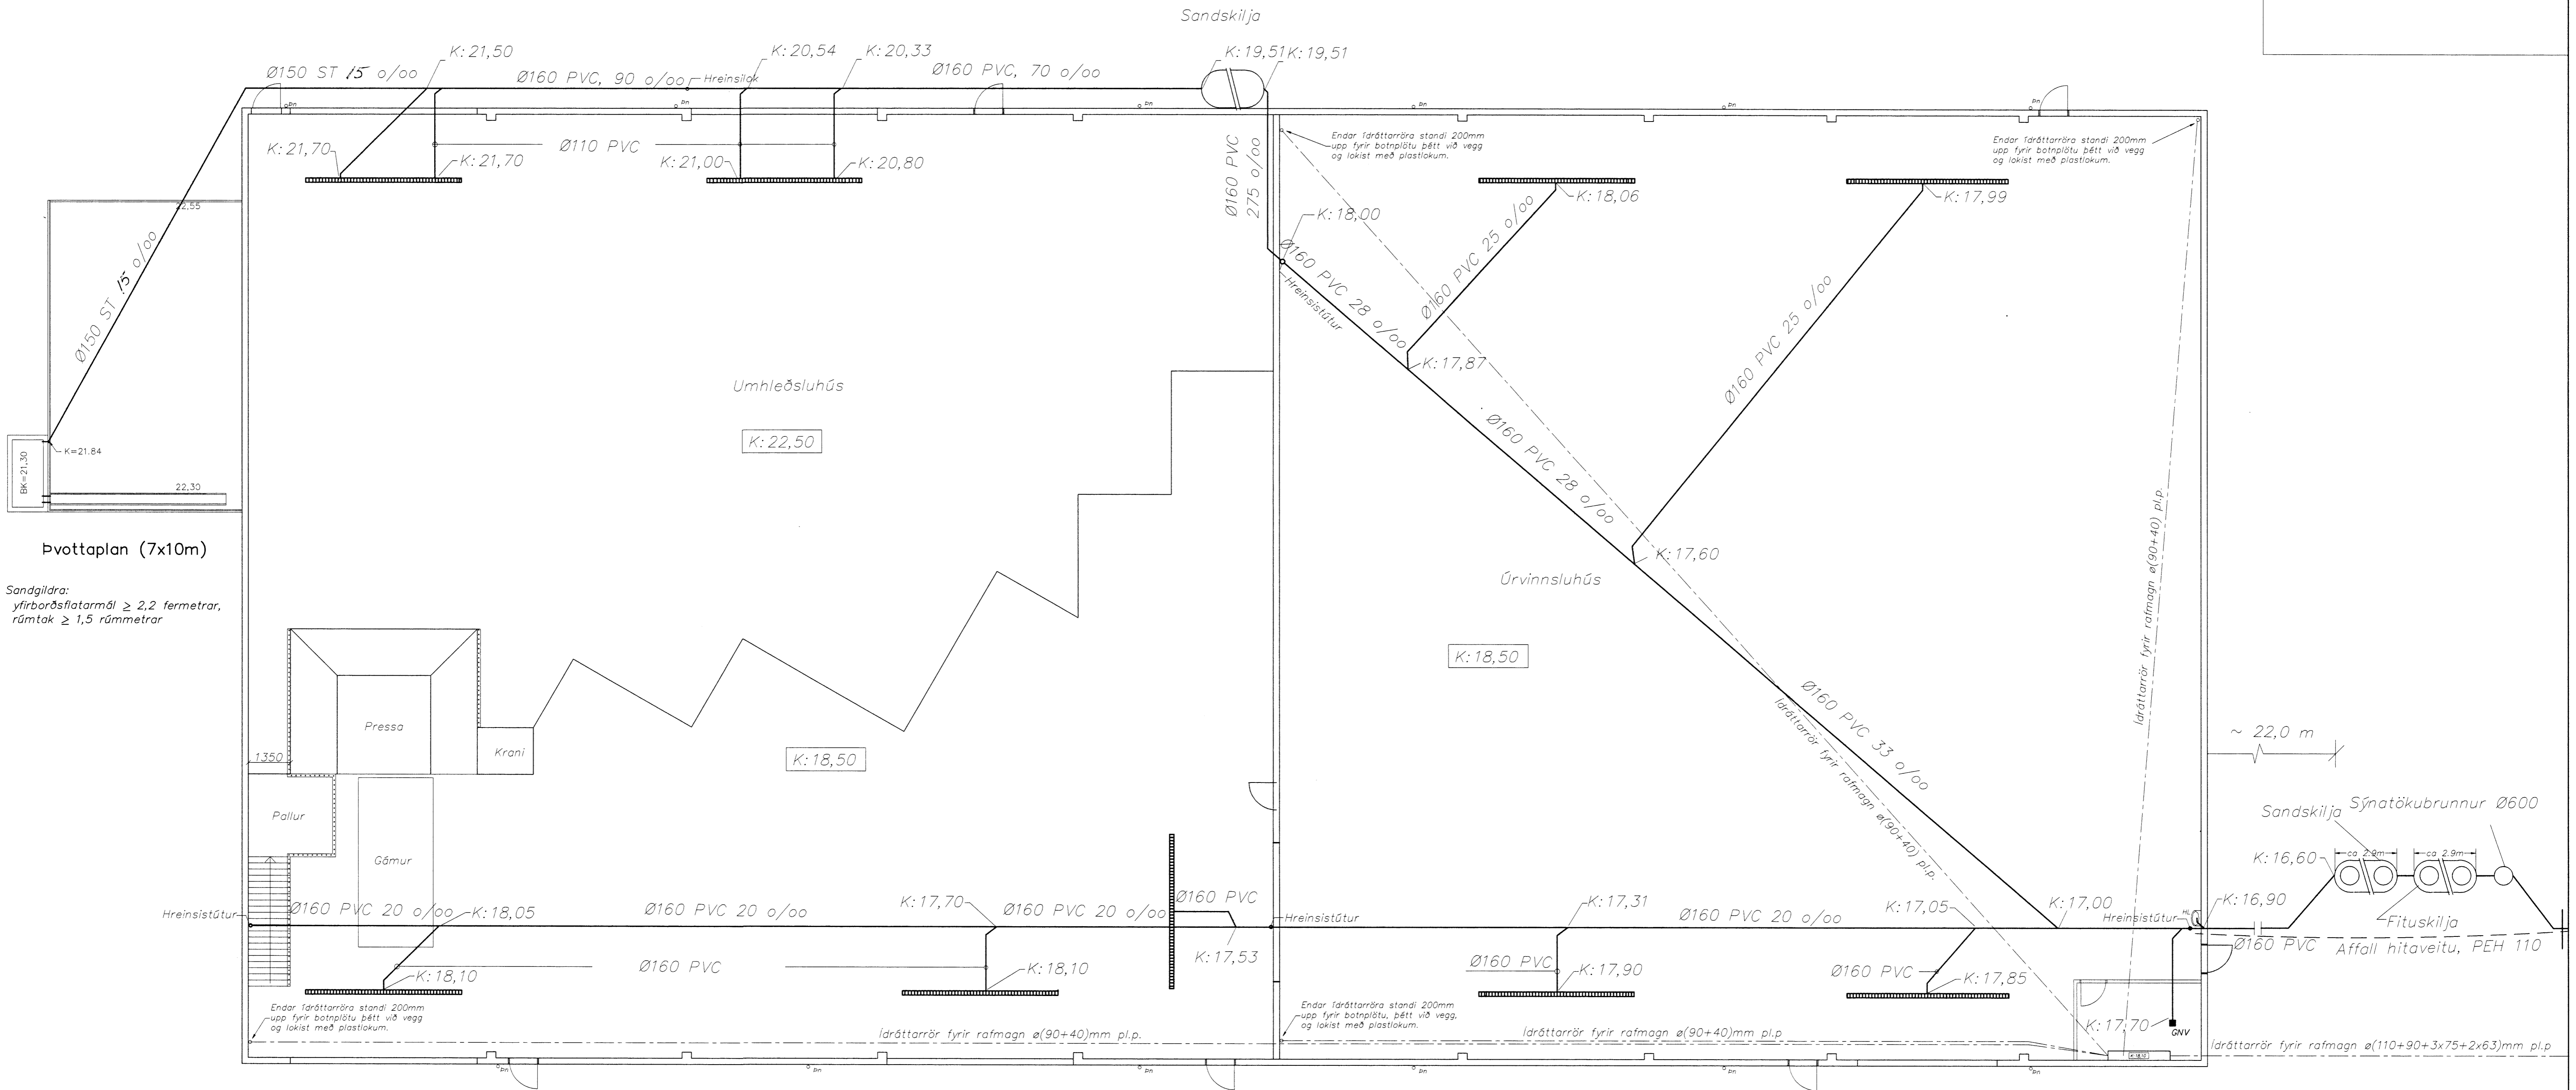 Sandskilja
K: 21,50
K: 20,54
K: 20,33
K: 19,51
K: 19,51
Ø150 ST 15 o/oo
Ø160 PVC, 90 o/oo
Hreinsilok
Ø160 PVC, 70 o/oo
Þn
Þn
Þn
Þn
Þn
Þn
K: 21,70
K: 21,70
Ø110 PVC
K: 21,00
K: 20,80
Ø160 PVC
275 o/oo
Endar ídráttarröra standi 200mm
upp fyrir botnplötu þétt við vegg
og lokist með plastlokum.
Endar ídráttarröra standi 200mm
upp fyrir botnplötu þétt við vegg
og lokist með plastlokum.
K: 18,06
K: 17,99
K: 18,00
22,55
Ø150 ST 15 o/oo
Ø160 PVC 28 o/oo
Hreinsistútur
Ø160 PVC 25 o/oo
Ø160 PVC 25 o/oo
K: 17,87
Umhleðsluhús
K: 22,50
Ø160 PVC 28 o/oo
K=21.84
BK=21,30
22,30
Þvottaplan (7x10m)
K: 17,60
Úrvinnsluhús
Sandgildra:
yfirborðsflatarmál ≥ 2,2 fermetrar,
rúmtak ≥ 1,5 rúmmetrar
Ídráttarrör fyrir rafmagn ø(90+40) pl.p.
K: 18,50
Ø160 PVC 33 o/oo
Ídráttarrör fyrir rafmagn ø(90+40) pl.p.
Pressa
Krani
1350
K: 18,50
~ 22,0 m
Pallur
Gámur
Sandskilja
Sýnatökubrunnur Ø600
K: 16,60
ca 2.9m
ca 2.9m
Hreinsistútur
Ø160 PVC 20 o/oo
K: 18,05
Ø160 PVC 20 o/oo
K: 17,70
Ø160 PVC 20 o/oo
Ø160 PVC
Hreinsistútur
K: 17,53
K: 17,31
Ø160 PVC 20 o/oo
K: 17,05
K: 17,00
Hreinsistútur
HL
K: 16,90
Fituskilja
Ø160 PVC
Affall hitaveitu, PEH 110
Ø160 PVC
K: 18,10
K: 18,10
Ø160 PVC
K: 17,90
Ø160 PVC
K: 17,85
Endar ídráttarröra standi 200mm
upp fyrir botnplötu þétt við vegg
og lokist með plastlokum.
Endar ídráttarröra standi 200mm
upp fyrir botnplötu, þétt við vegg,
og lokist með plastlokum.
K: 17,70
GNV
Ídráttarrör fyrir rafmagn ø(90+40)mm pl.p.
Ídráttarrör fyrir rafmagn ø(90+40)mm pl.p
Ídráttarrör fyrir rafmagn ø(110+90+3x75+2x63)mm pl.p
Þn
Þn
Þn
Þn
Þn
Þn